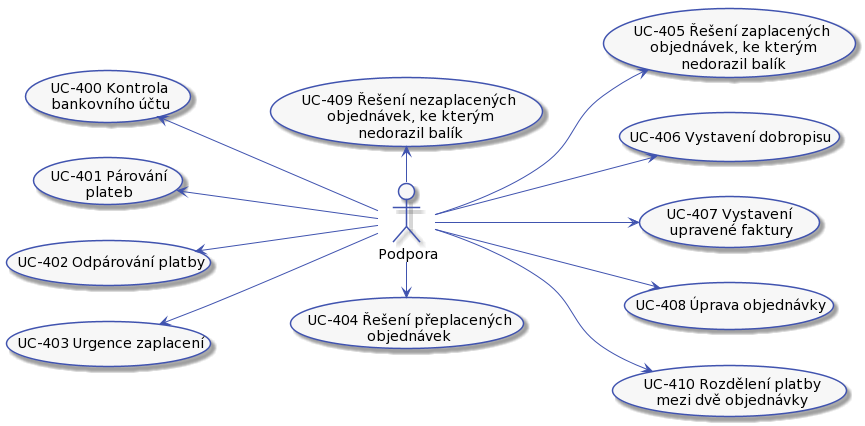 UC-400 Kontrola
bankovního účtu
UC-401 Párování
plateb
UC-402 Odpárování platby
UC-403 Urgence zaplacení
UC-409 Řešení nezaplacených
objednávek, ke kterým
nedorazil balík
Podpora
UC-404 Řešení přeplacených
objednávek
UC-405 Řešení zaplacených
objednávek, ke kterým
nedorazil balík
UC-406 Vystavení dobropisu
UC-407 Vystavení
upravené faktury
UC-408 Úprava objednávky
UC-410 Rozdělení platby
mezi dvě objednávky